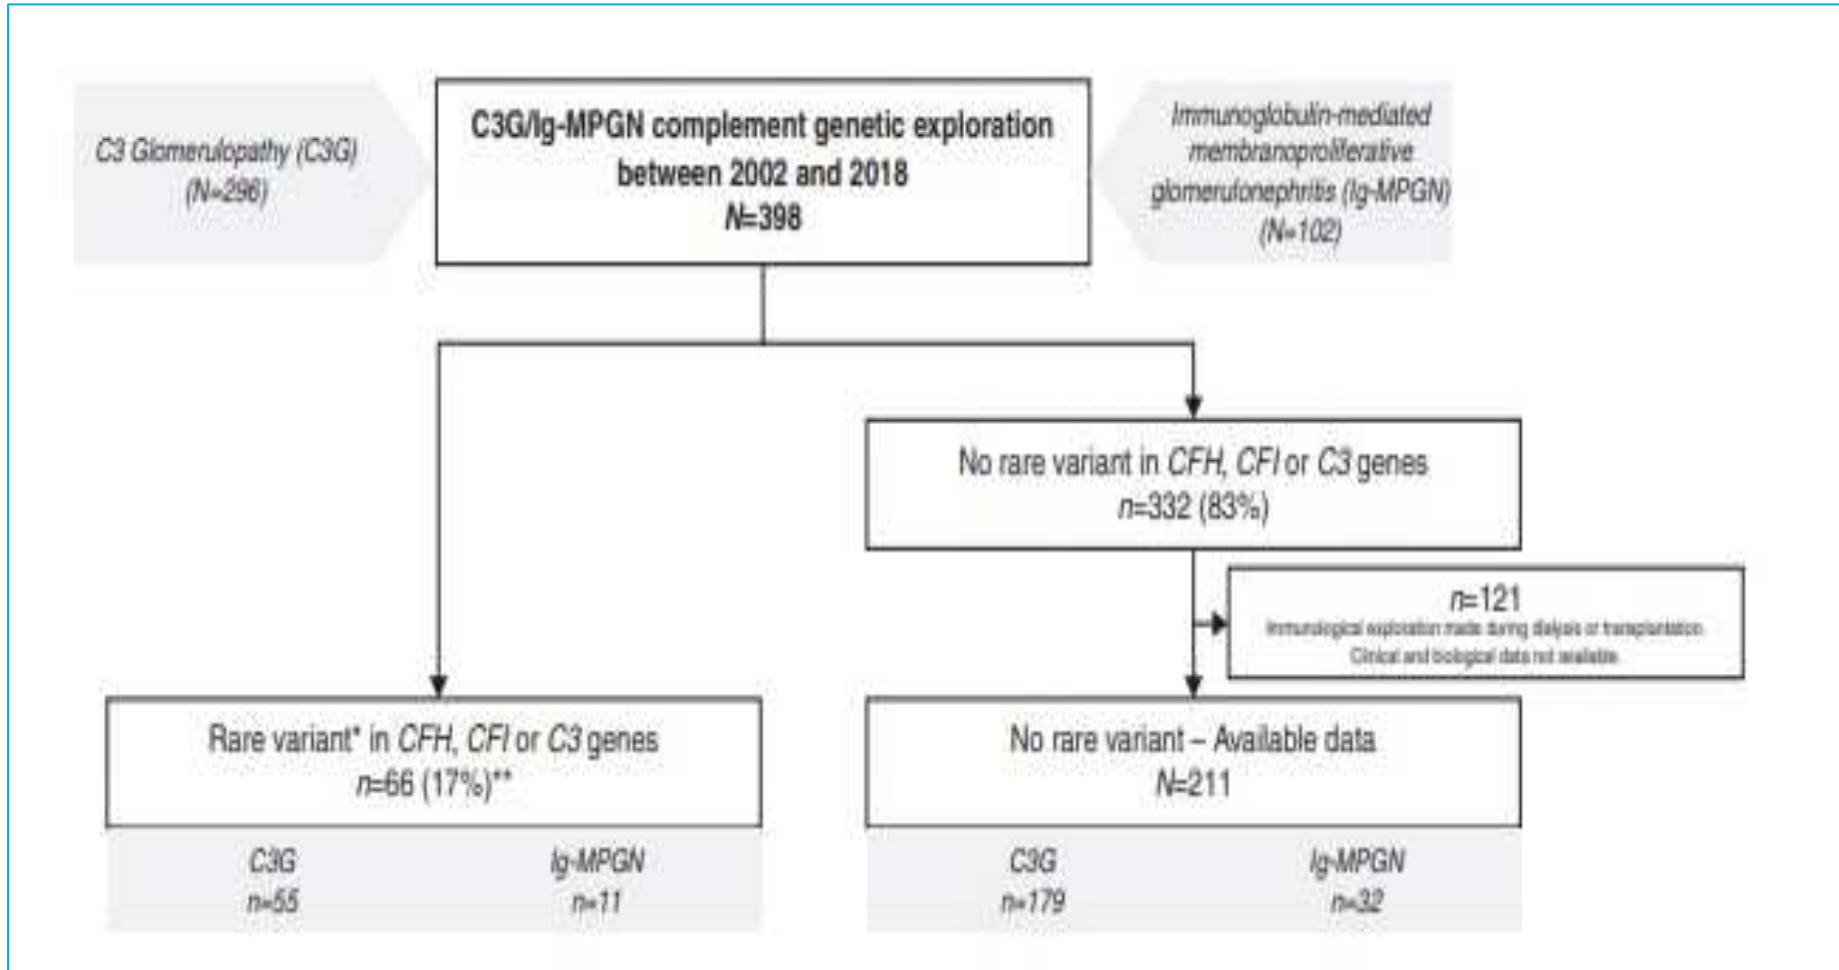 C3 Glomerulopathy (C3G)
(N=296)
C3G/Ig-MPGN complement genetic exploration
between 2002 and 2018
N=398
Immunoglobulin-mediated
membranoproliferative
glomerulonephritis (Ig-MPGN)
(N=102)
No rare variant in CFH, CFI or C3 genes
n=332 (83%)
n=121
Immunological exploration made during dialysis or transplantation
Clinical and biological data not available
Rare variant* in CFH, CFI or C3 genes
n=66 (17%)**
No rare variant – Available data
N=211
C3G
n=55
Ig-MPGN
n=11
C3G
n=179
Ig-MPGN
n=32